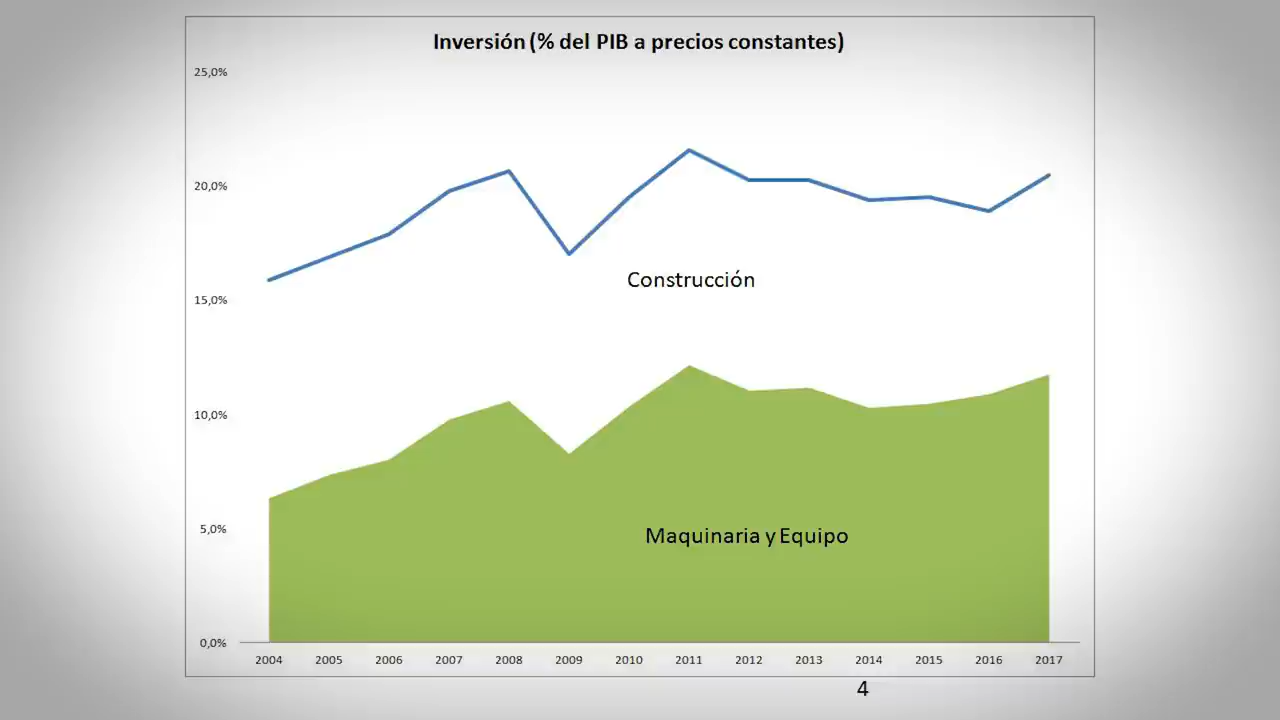 Inversión (% del PIB a precios constantes)
25,0%
20,0%
Construcción
15,0%
10,0%
5,0%
Maquinaria y Equipo
0,0%
2004 2005 2006 2007 2008 2009 2010 2011 2012 2013 2014 2015 2016 2017
4